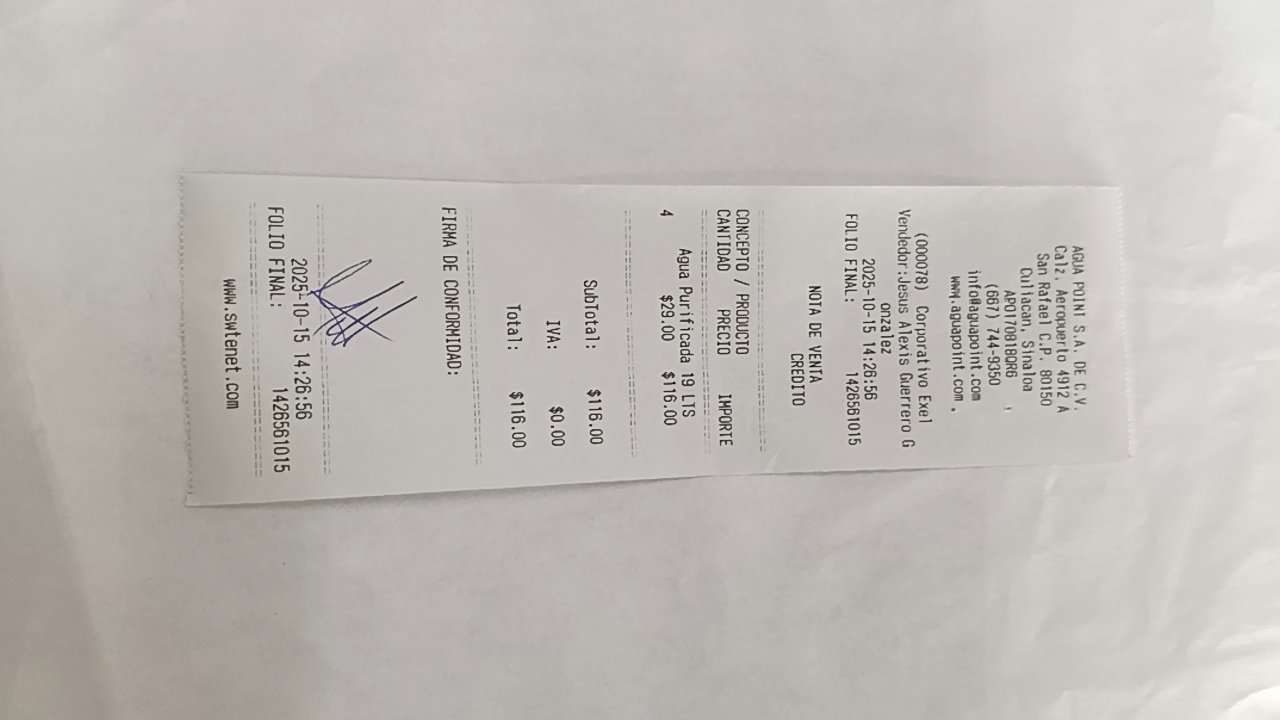 AGUA POINT S.A. DE C.V.
Calz. Aeropuerto 4912 A
San Rafael C.P. 80150
Culiacan, Sinaloa
APO170818QR6 ,
(667) 744-9350
info@aguapoint.com
www.aguapoint.com .
(000078) Corporativo Exel
Vendedor:Jesus Alexis Guerrero G
onzalez
2025-10-15 14:26:56
FOLIO FINAL: 1426561015
NOTA DE VENTA
CREDITO
CONCEPTO / PRODUCTO
CANTIDAD PRECIO IMPORTE
Agua Purificada 19 LTS
4 $29.00 $116.00
SubTotal: $116.00
IVA: $0.00
Total: $116.00
FIRMA DE CONFORMIDAD:
2025-10-15 14:26:56
FOLIO FINAL: 1426561015
www.swtenet.com